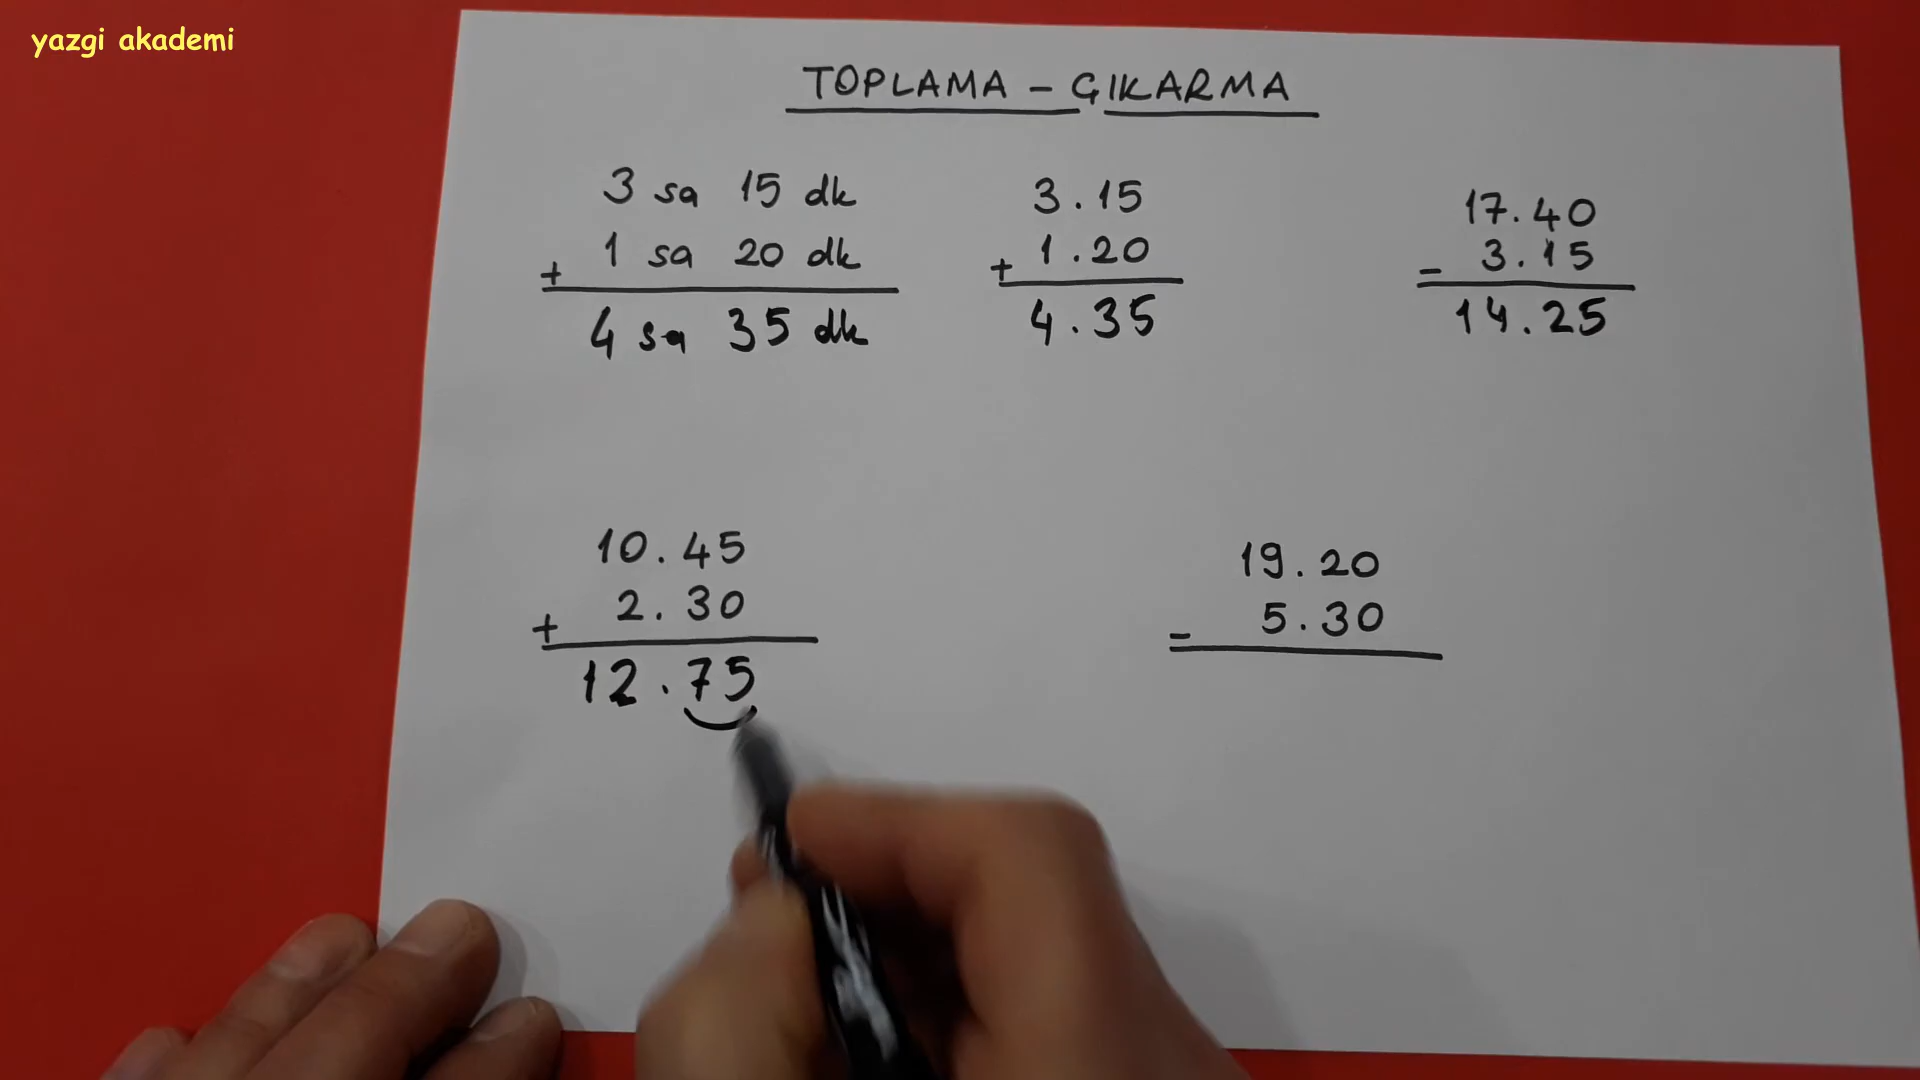 yazgi akademi
TOPLAMA - ÇIKARMA
3 sa 15 dk
+ 1 sa 20 dk
4 sa 35 dk
3.15
+ 1.20
4.35
17.40
- 3.15
14.25
10.45
+ 2.30
12.75
19.20
- 5.30